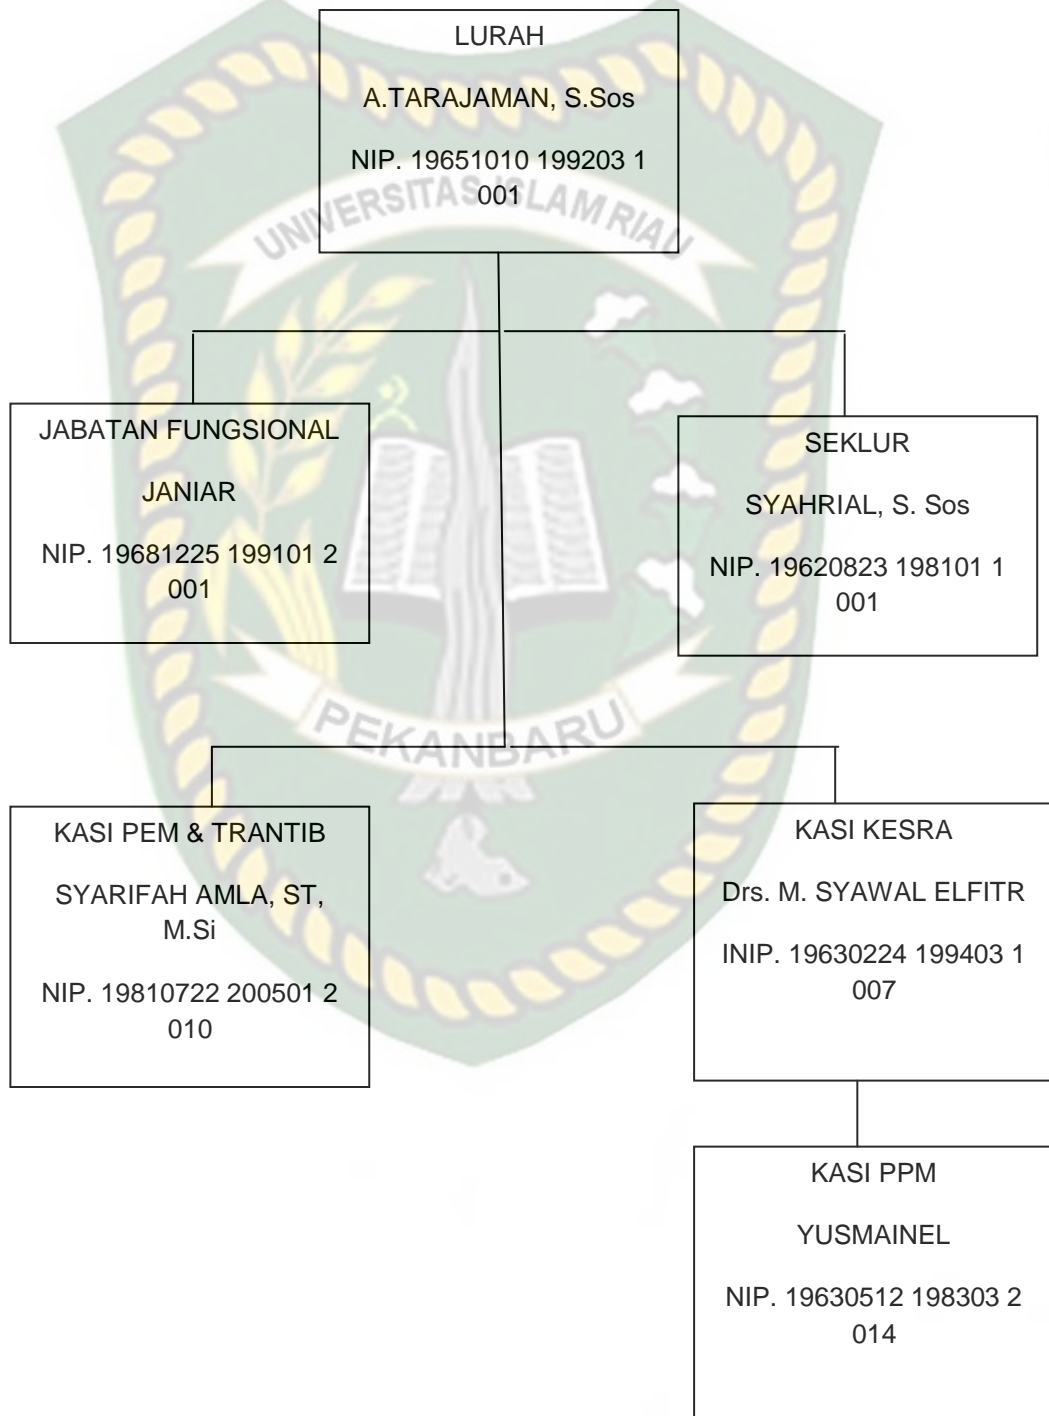 LURAH
A.TARAJAMAN, S.Sos
NIP. 19651010 199203 1
001
UNIVERSITAS ISLAM RIAU
JABATAN FUNGSIONAL
JANIAR
NIP. 19681225 199101 2
001
SEKLUR
SYAHRIAL, S. Sos
NIP. 19620823 198101 1
001
PEKANBARU
KASI PEM & TRANTIB
SYARIFAH AMLA, ST,
M.Si
NIP. 19810722 200501 2
010
KASI KESRA
Drs. M. SYAWAL ELFITR
INIP. 19630224 199403 1
007
KASI PPM
YUSMAINEL
NIP. 19630512 198303 2
014